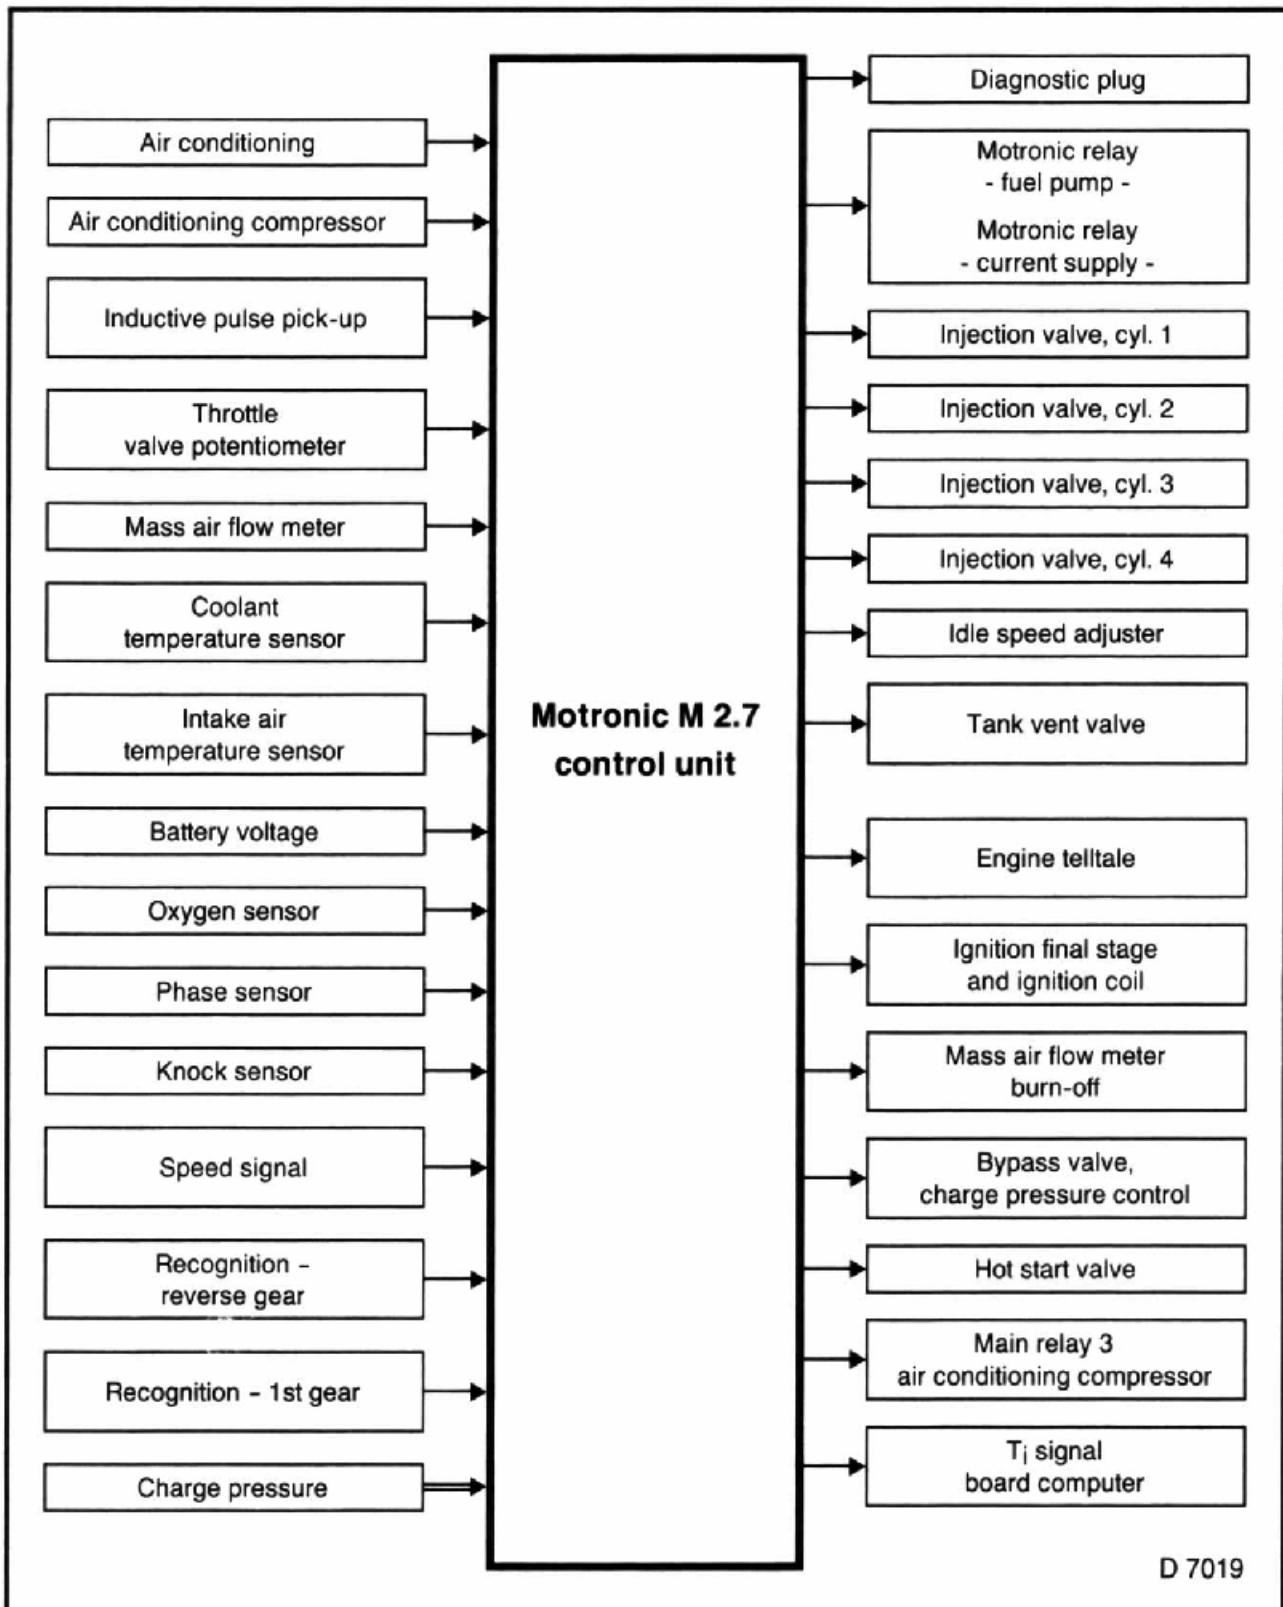 Air conditioning
Air conditioning compressor
Inductive pulse pick-up
Throttle
valve potentiometer
Mass air flow meter
Coolant
temperature sensor
Intake air
temperature sensor
Battery voltage
Oxygen sensor
Phase sensor
Knock sensor
Speed signal
Recognition –
reverse gear
Recognition – 1st gear
Charge pressure
Motronic M 2.7
control unit
Diagnostic plug
Motronic relay
- fuel pump -
Motronic relay
- current supply -
Injection valve, cyl. 1
Injection valve, cyl. 2
Injection valve, cyl. 3
Injection valve, cyl. 4
Idle speed adjuster
Tank vent valve
Engine telltale
Ignition final stage
and ignition coil
Mass air flow meter
burn-off
Bypass valve,
charge pressure control
Hot start valve
Main relay 3
air conditioning compressor
Tj signal
board computer
D 7019